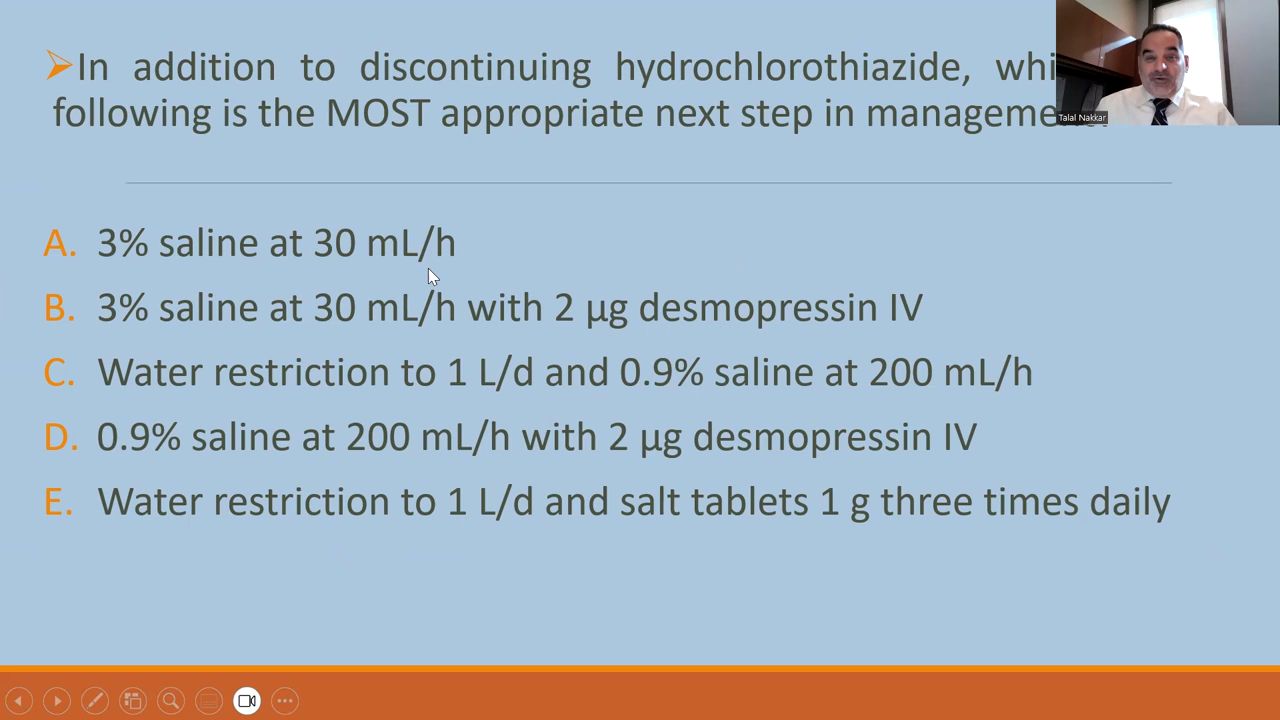 In addition to discontinuing hydrochlorothiazide,
following is the MOST appropriate next step in
Talal Nakkar
A. 3% saline at 30 mL/h
B. 3% saline at 30 mL/h with 2 µg desmopressin IV
C. Water restriction to 1 L/d and 0.9% saline at 200 mL/h
D. 0.9% saline at 200 mL/h with 2 µg desmopressin IV
E. Water restriction to 1 L/d and salt tablets 1 g three times daily